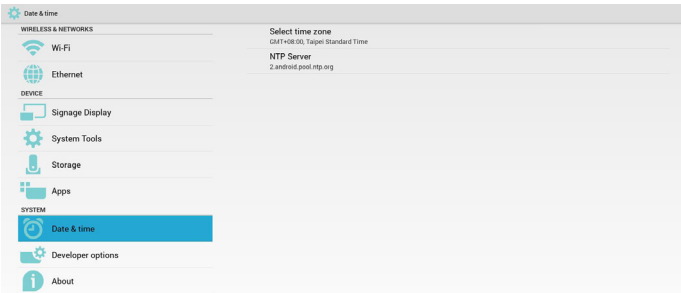 Date & time
WIRELESS & NETWORKS
Wi-Fi
Ethernet
DEVICE
Signage Display
System Tools
Storage
Apps
SYSTEM
Date & time
Developer options
About
Select time zone
GMT+08:00, Taipei Standard Time
NTP Server
2.android.pool.ntp.org